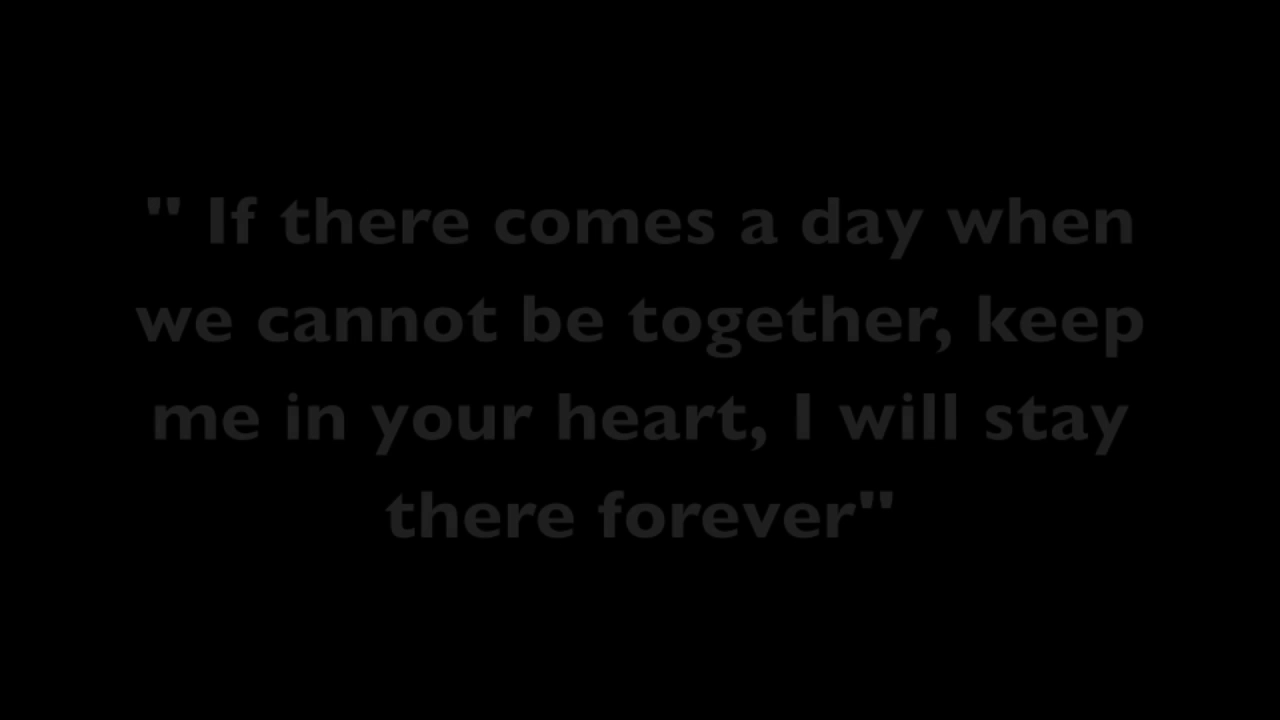 " If there comes a day when
we cannot be together, keep
me in your heart, I will stay
there forever"